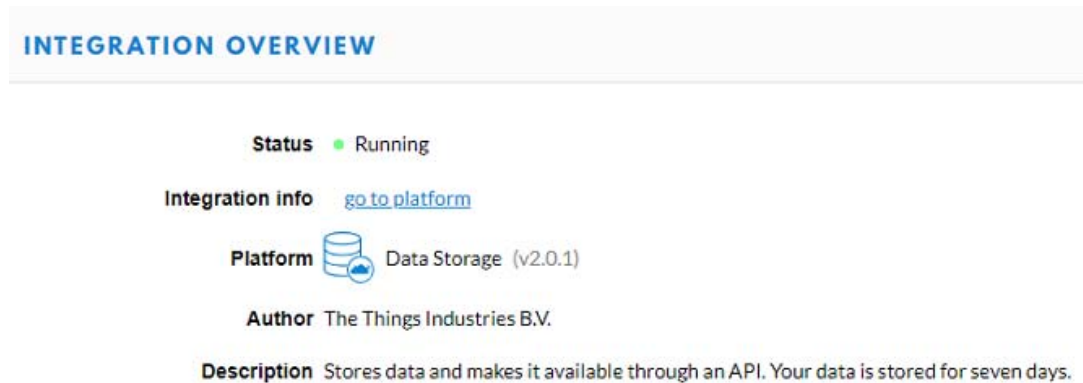 INTEGRATION OVERVIEW
Status Running
Integration info go to platform
Platform Data Storage (v2.0.1)
Author The Things Industries B.V.
Description Stores data and makes it available through an API. Your data is stored for seven days.